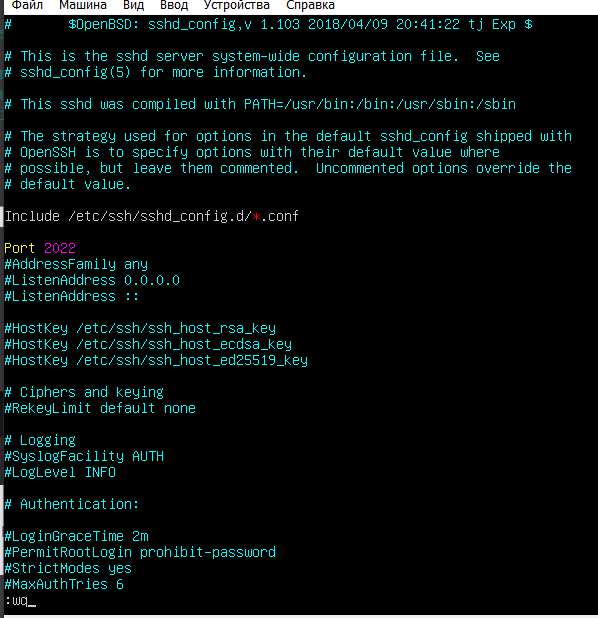 Файл Машина Вид Ввод Устройства Справка
#       $OpenBSD: sshd_config,v 1.103 2018/04/09 20:41:22 tj Exp $
# This is the sshd server system-wide configuration file.  See
# sshd_config(5) for more information.
# This sshd was compiled with PATH=/usr/bin:/bin:/usr/sbin:/sbin
# The strategy used for options in the default sshd_config shipped with
# OpenSSH is to specify options with their default value where
# possible, but leave them commented.  Uncommented options override the
# default value.
Include /etc/ssh/sshd_config.d/*.conf
Port 2022
#AddressFamily any
#ListenAddress 0.0.0.0
#ListenAddress ::
#HostKey /etc/ssh/ssh_host_rsa_key
#HostKey /etc/ssh/ssh_host_ecdsa_key
#HostKey /etc/ssh/ssh_host_ed25519_key
# Ciphers and keying
#RekeyLimit default none
# Logging
#SyslogFacility AUTH
#LogLevel INFO
# Authentication:
#LoginGraceTime 2m
#PermitRootLogin prohibit-password
#StrictModes yes
#MaxAuthTries 6
:wq_